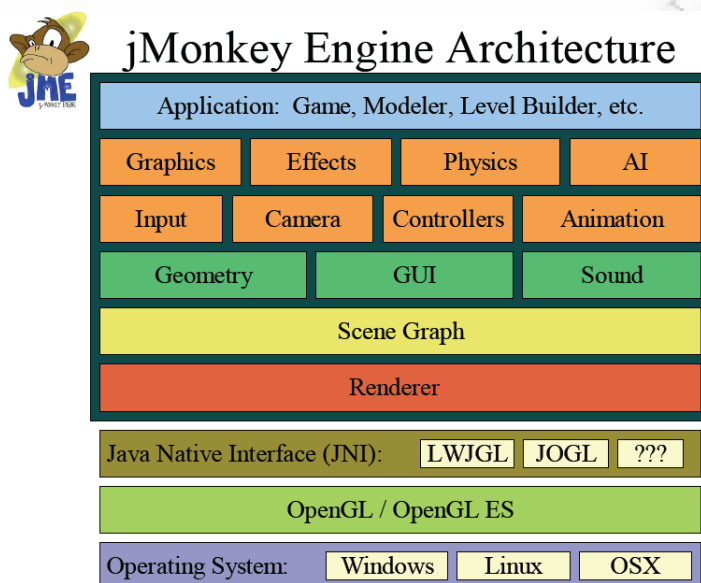 jMonkey Engine Architecture
JME
Application: Game, Modeler, Level Builder, etc.
Graphics Effects Physics AI
Input Camera Controllers Animation
Geometry GUI Sound
Scene Graph
Renderer
Java Native Interface (JNI): LWJGL JOGL ???
OpenGL / OpenGL ES
Operating System: Windows Linux OSX